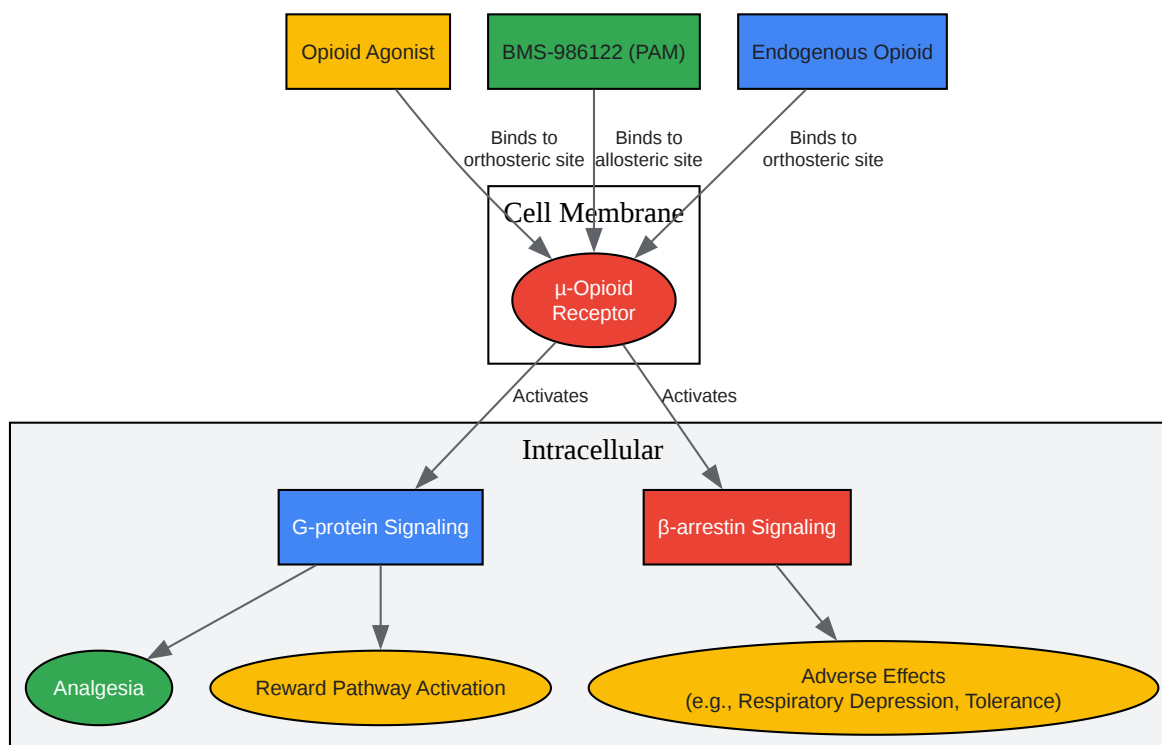 Opioid Agonist
BMS-986122 (PAM)
Endogenous Opioid
Binds to
orthosteric site
Binds to
allosteric site
Binds to
orthosteric site
Cell Membrane
µ-Opioid
Receptor
Activates
Activates
Intracellular
G-protein Signaling
β-arrestin Signaling
Analgesia
Reward Pathway Activation
Adverse Effects
(e.g., Respiratory Depression, Tolerance)